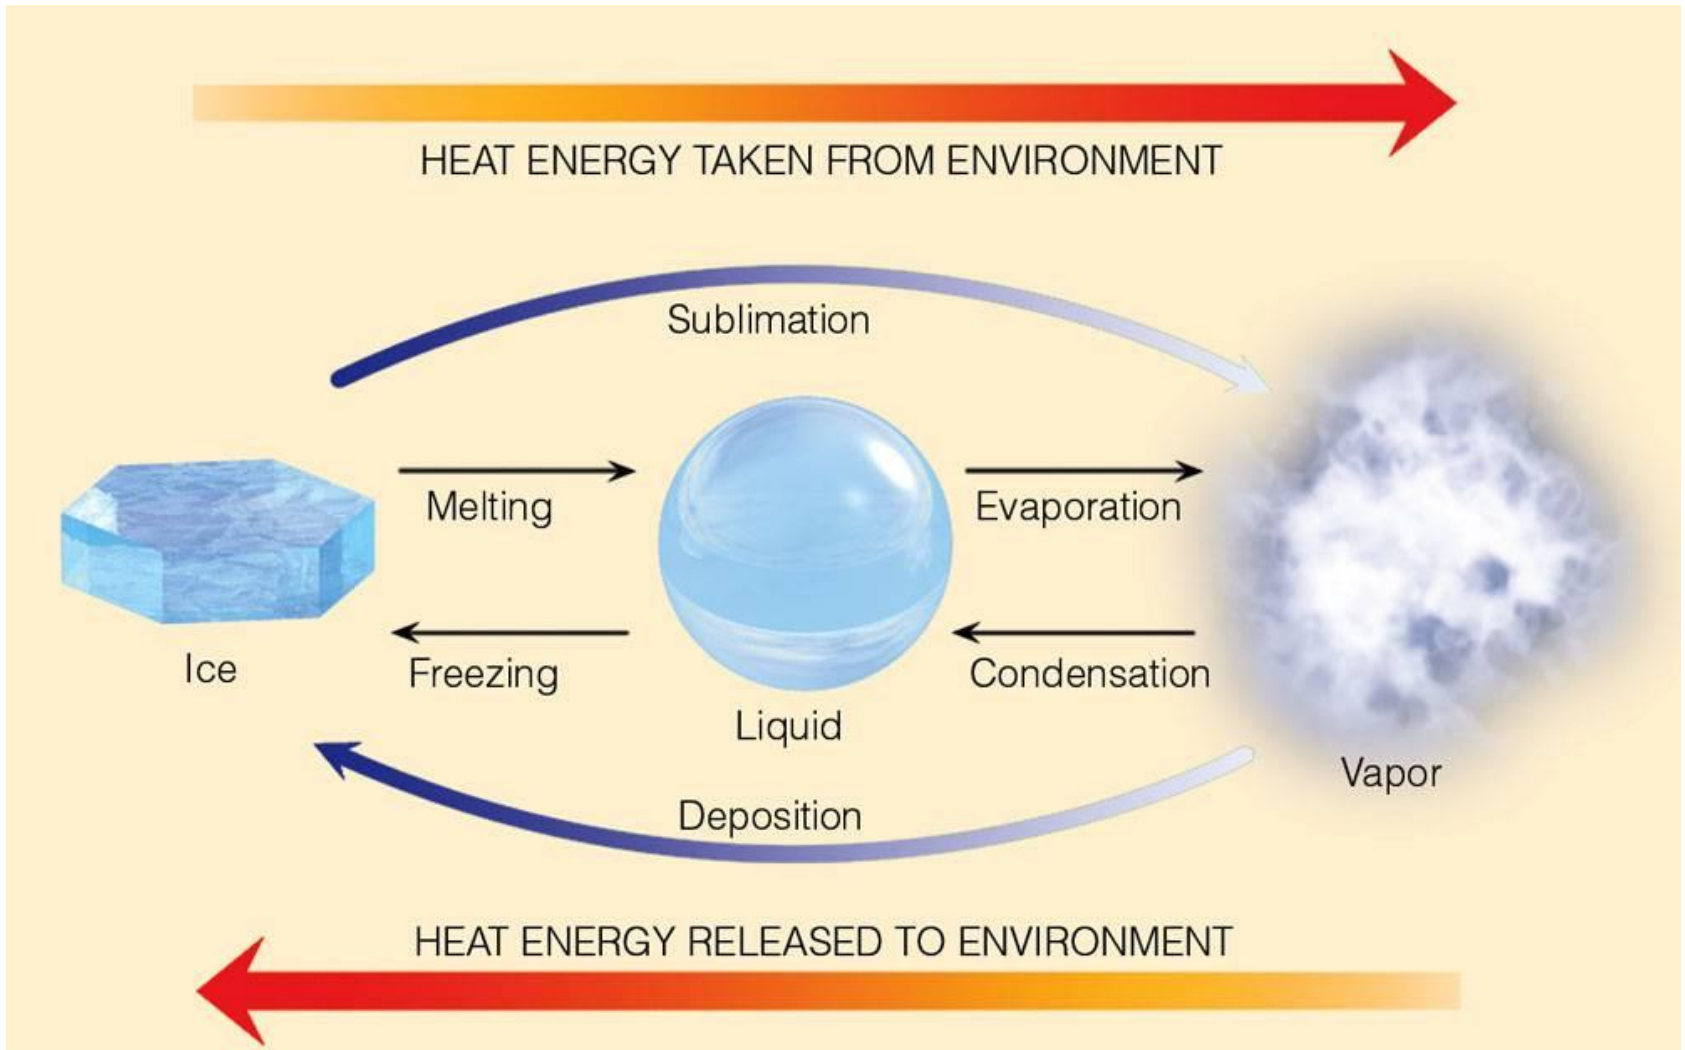 HEAT ENERGY TAKEN FROM ENVIRONMENT
Sublimation
Melting
Evaporation
Ice
Freezing
Condensation
Liquid
Vapor
Deposition
HEAT ENERGY RELEASED TO ENVIRONMENT